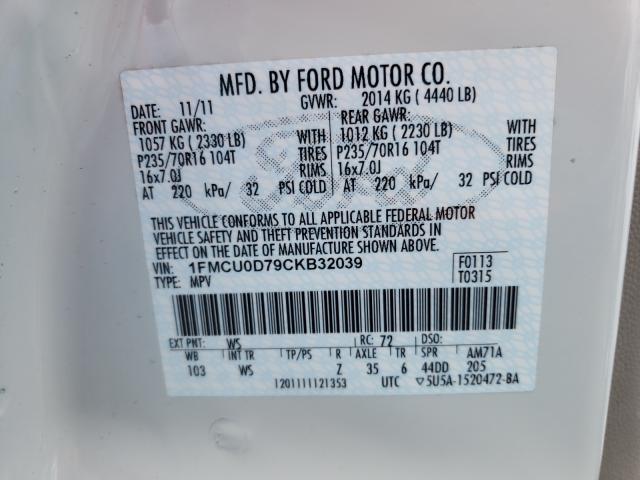 MFD. BY FORD MOTOR CO.
DATE: 11/11 GVWR: 2014 KG ( 4440 LB)
FRONT GAWR: REAR GAWR:
1057 KG ( 2330 LB) WITH 1012 KG ( 2230 LB) WITH
P235/70R16 104T TIRES P235/70R16 104T TIRES
16x7.0J RIMS 16x7.0J RIMS
AT 220 kPa/ 32 PSI COLD AT 220 kPa/ 32 PSI COLD
THIS VEHICLE CONFORMS TO ALL APPLICABLE FEDERAL MOTOR
VEHICLE SAFETY AND THEFT PREVENTION STANDARDS IN
EFFECT ON THE DATE OF MANUFACTURE SHOWN ABOVE.
VIN: 1FMCU0D79CKB32039 F0113
TYPE: MPV T0315
EXT PNT: WS RC: 72 DSO:
WB INT TR TP/PS R AXLE TR SPR AM71A
103 WS Z 35 6 44DD 205
1201111121353 UTC ▽5U5A-1520472-BA